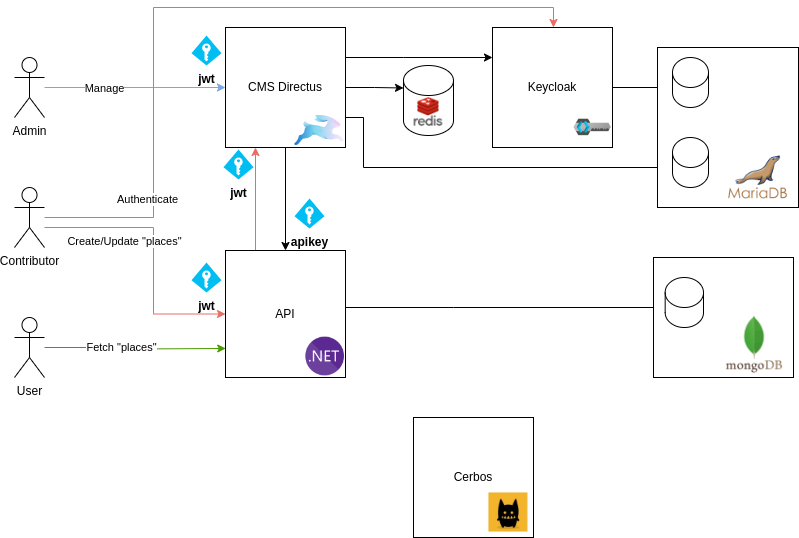 jwt
CMS Directus
Keycloak
Manage
redis
Admin
jwt
MariaDB
Authenticate
Create/Update "places"
apikey
Contributor
jwt
API
Fetch "places"
.NET
mongoDB
User
Cerbos